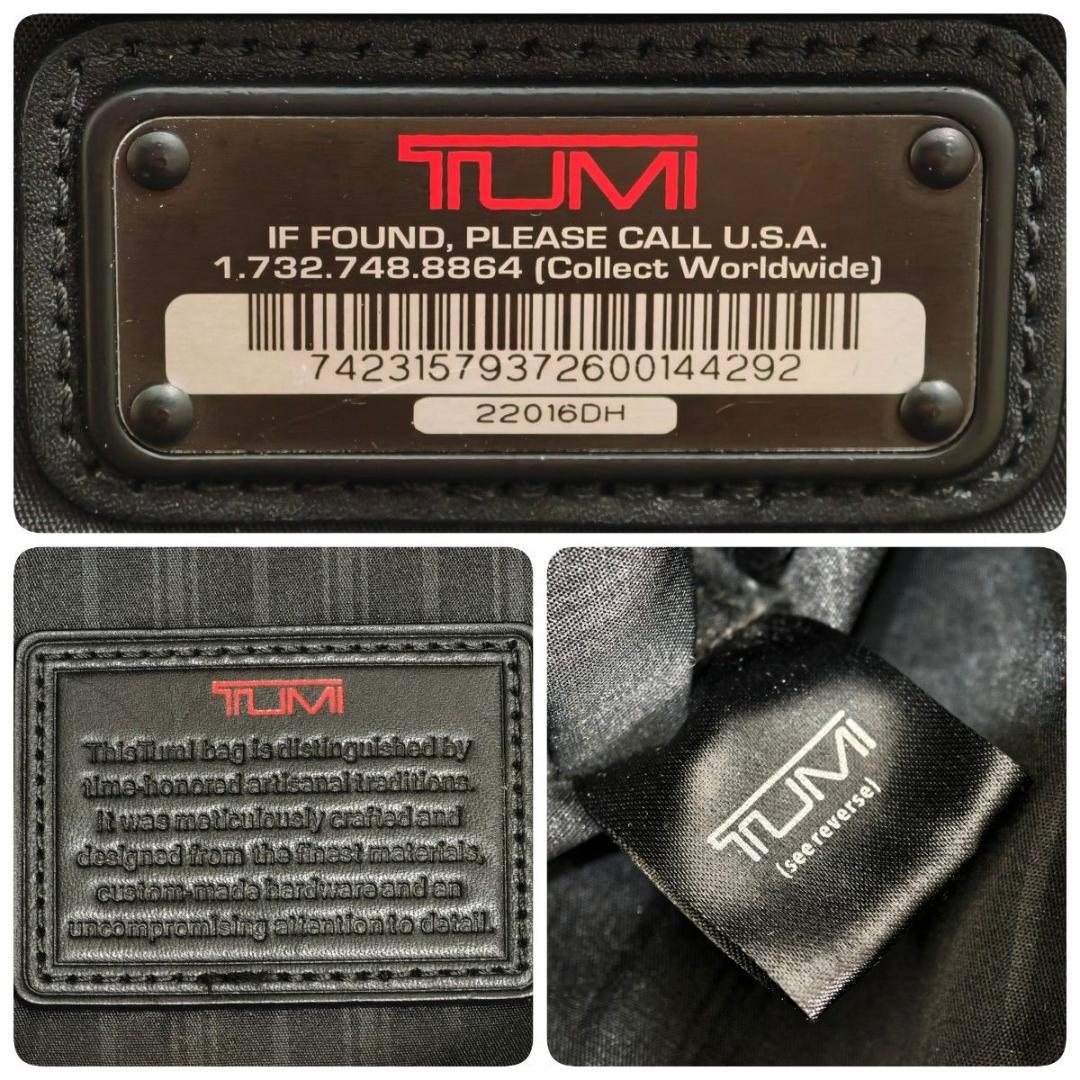 TUMI
IF FOUND, PLEASE CALL U.S.A.
1.732.748.8864 (Collect Worldwide)
74231579372600144292
22016DH
TUMI
This Tumi bag is distinguished by
time-honored artisanal traditions.
It was meticulously crafted and
designed from the finest materials,
custom-made hardware and an
uncompromising attention to detail.
TUMI
(see reverse)